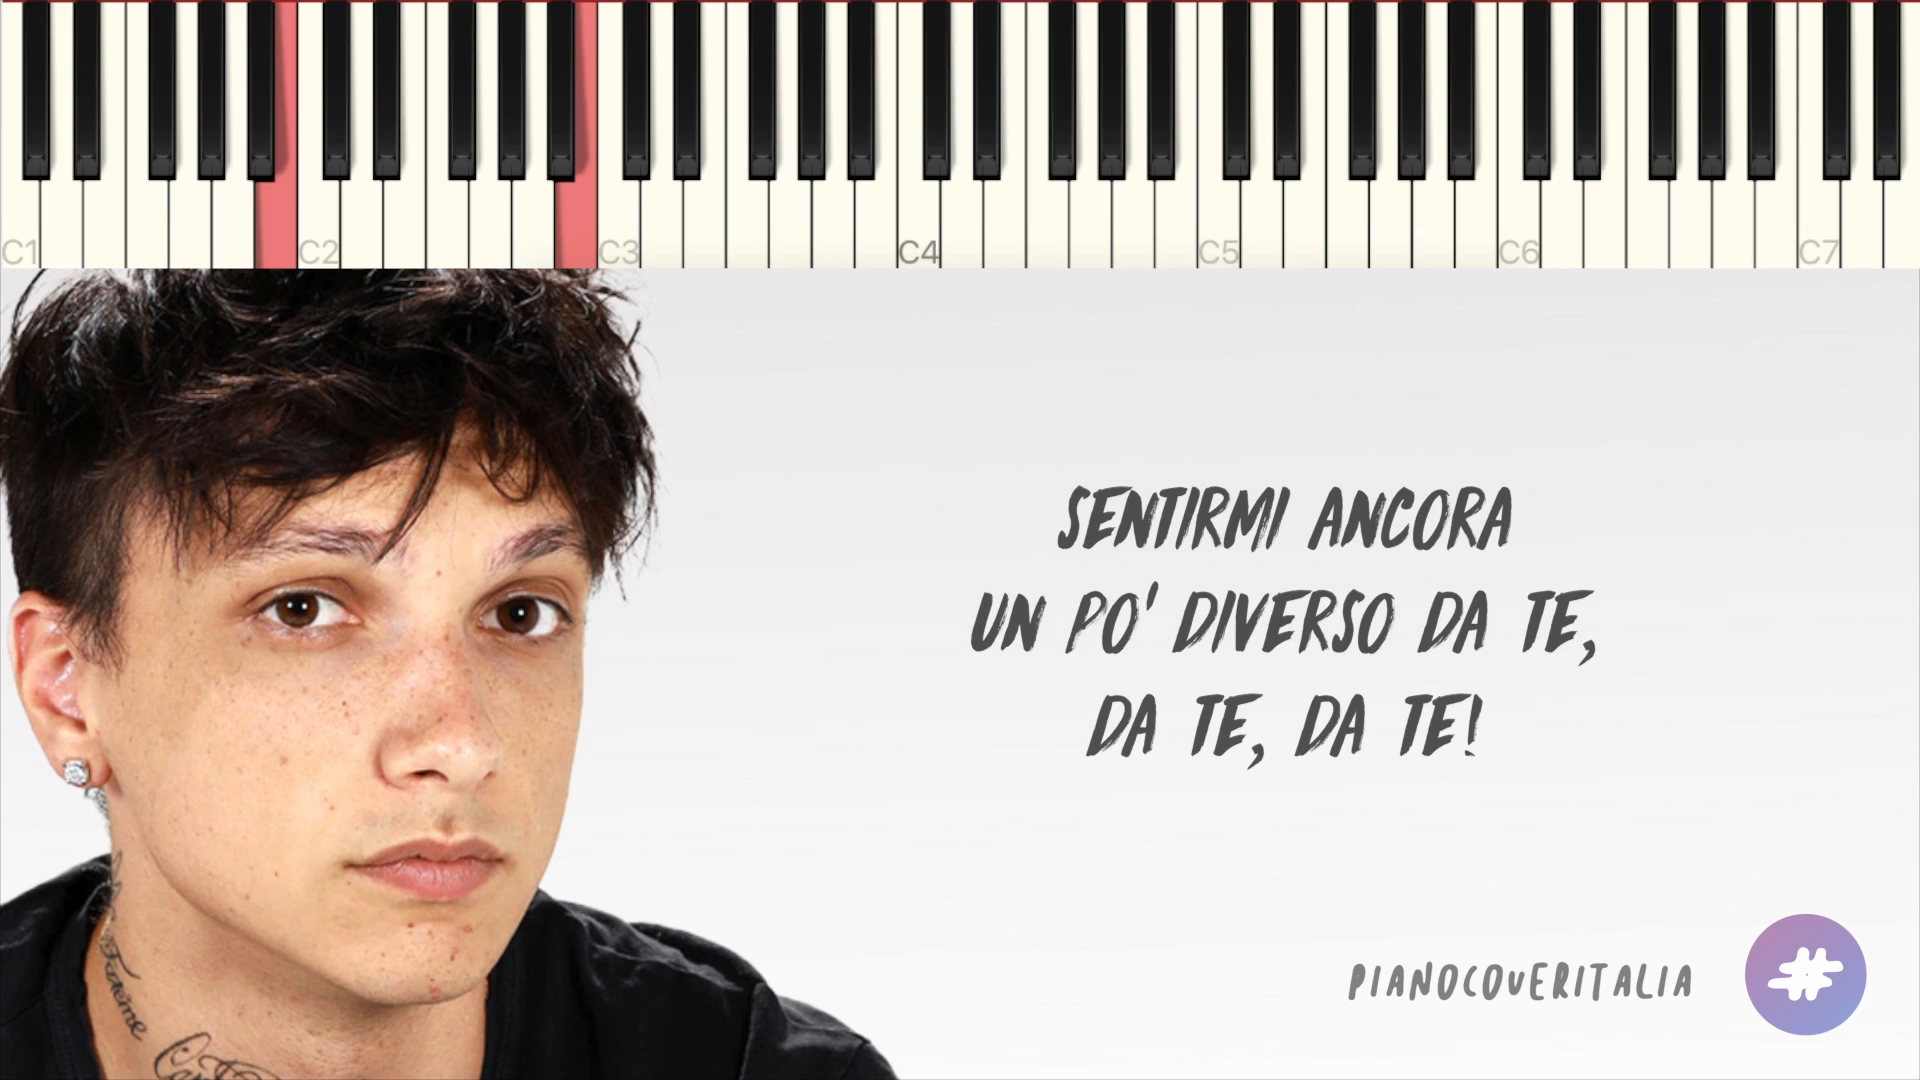 C1 C2 C3 C4 C5 C6 C7
SENTIRMI ANCORA
UN PO' DIVERSO DA TE,
DA TE, DA TE!
Fame
PIANOCOVERITALIA
#